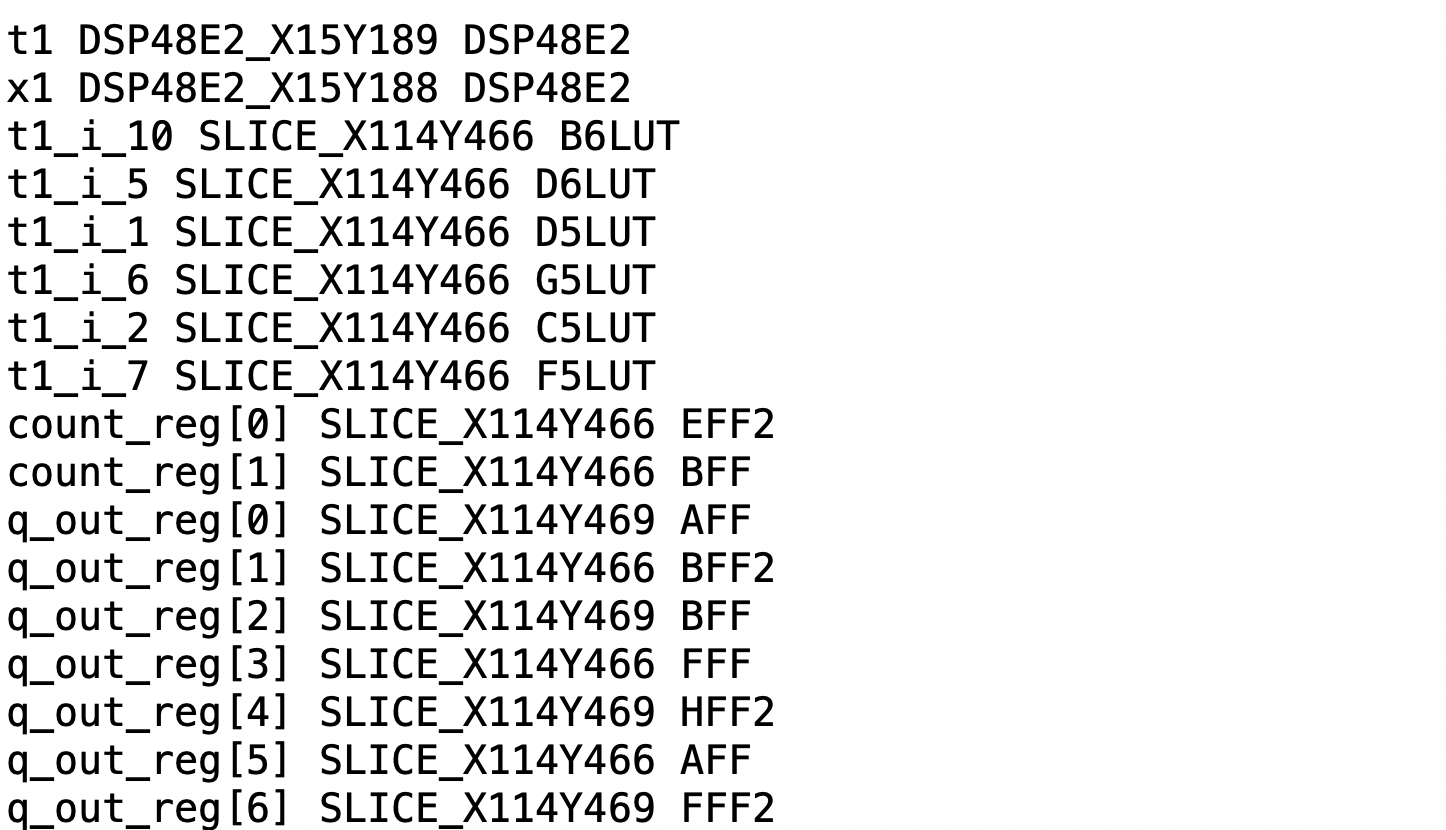 t1 DSP48E2_X15Y189 DSP48E2
x1 DSP48E2_X15Y188 DSP48E2
t1_i_10 SLICE_X114Y466 B6LUT
t1_i_5 SLICE_X114Y466 D6LUT
t1_i_1 SLICE_X114Y466 D5LUT
t1_i_6 SLICE_X114Y466 G5LUT
t1_i_2 SLICE_X114Y466 C5LUT
t1_i_7 SLICE_X114Y466 F5LUT
count_reg[0] SLICE_X114Y466 EFF2
count_reg[1] SLICE_X114Y466 BFF
q_out_reg[0] SLICE_X114Y469 AFF
q_out_reg[1] SLICE_X114Y466 BFF2
q_out_reg[2] SLICE_X114Y469 BFF
q_out_reg[3] SLICE_X114Y466 FFF
q_out_reg[4] SLICE_X114Y469 HFF2
q_out_reg[5] SLICE_X114Y466 AFF
q_out_reg[6] SLICE_X114Y469 FFF2